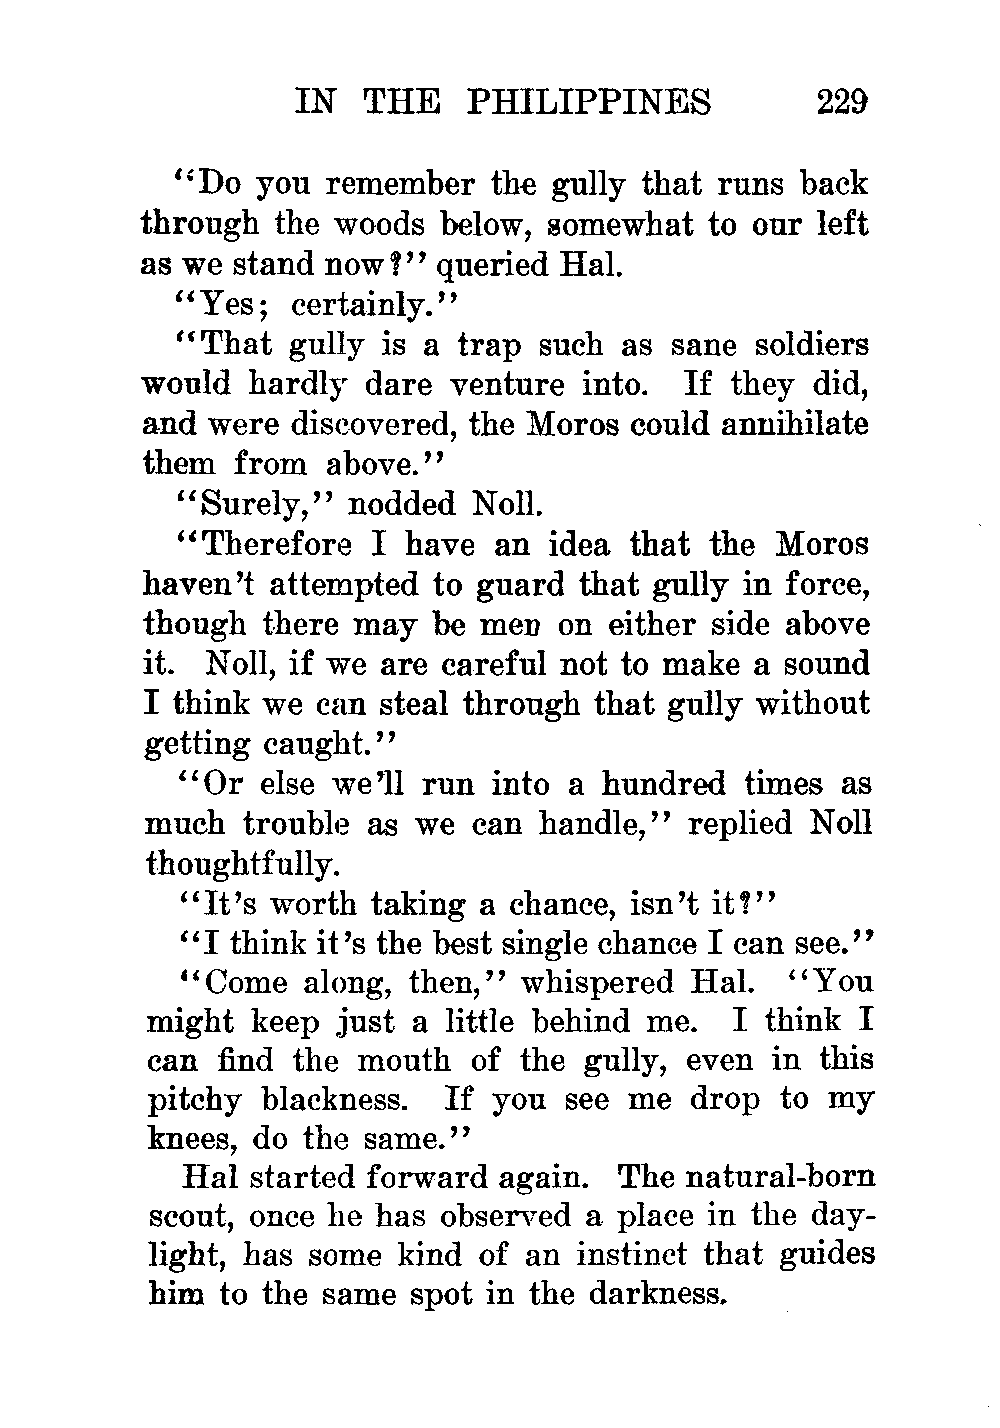 IN THE PHILIPPINES 229
"Do you remember the gully that runs back
through the woods below, somewhat to our left
as we stand now?" queried Hal.
"Yes; certainly."
"That gully is a trap such as sane soldiers
would hardly dare venture into. If they did,
and were discovered, the Moros could annihilate
them from above."
"Surely," nodded Noll.
"Therefore I have an idea that the Moros
haven't attempted to guard that gully in force,
though there may be men on either side above
it. Noll, if we are careful not to make a sound
I think we can steal through that gully without
getting caught."
"Or else we'll run into a hundred times as
much trouble as we can handle," replied Noll
thoughtfully.
"It's worth taking a chance, isn't it?"
"I think it's the best single chance I can see."
"Come along, then," whispered Hal. "You
might keep just a little behind me. I think I
can find the mouth of the gully, even in this
pitchy blackness. If you see me drop to my
knees, do the same."
Hal started forward again. The natural-born
scout, once he has observed a place in the day-
light, has some kind of an instinct that guides
him to the same spot in the darkness.